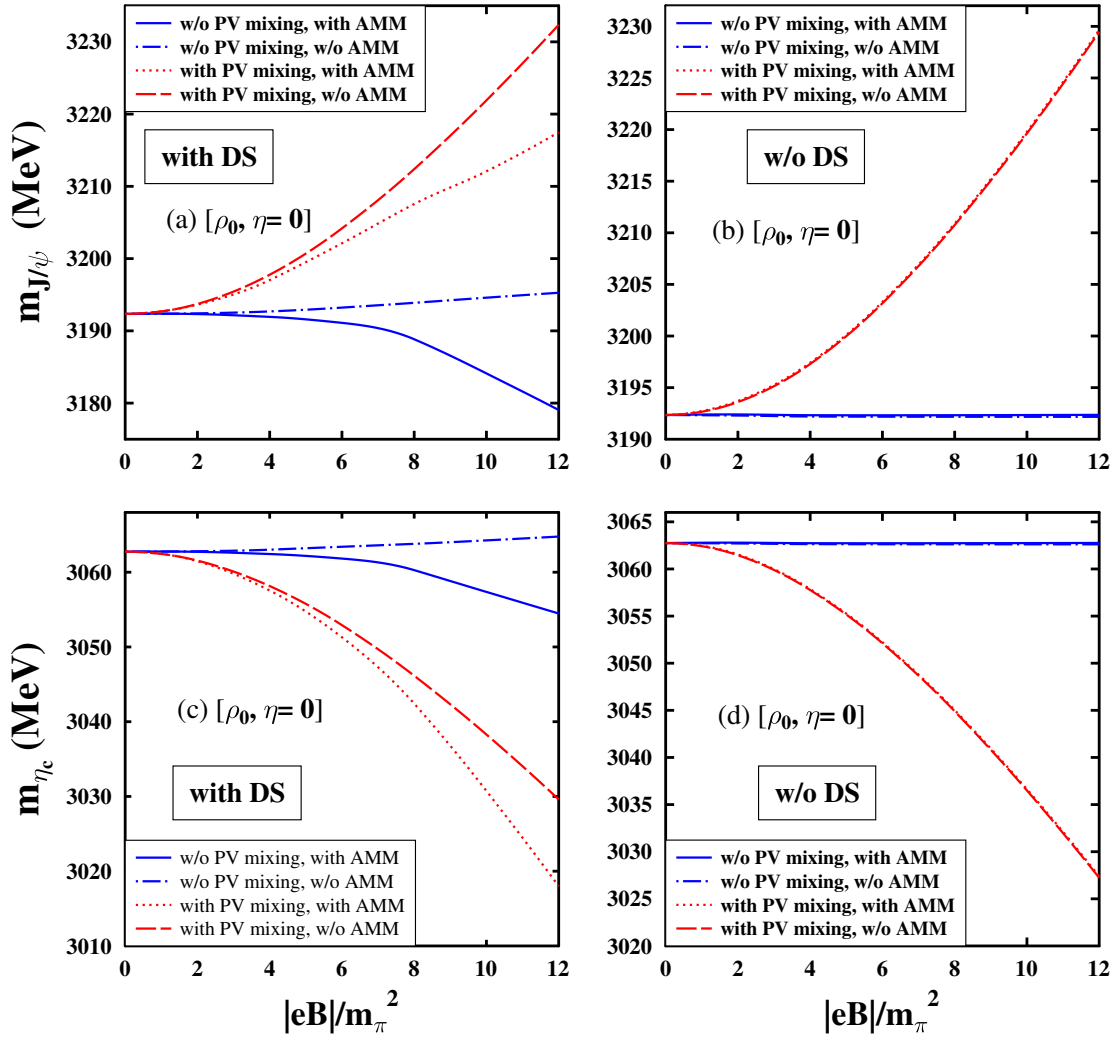 m_J/ψ (MeV)
3230
3220
3210
3200
3190
3180
w/o PV mixing, with AMM
w/o PV mixing, w/o AMM
with PV mixing, with AMM
with PV mixing, w/o AMM
with DS
(a) [ρ₀, η= 0]
0 2 4 6 8 10 12
3230
3225
3220
3215
3210
3205
3200
3195
3190
w/o PV mixing, with AMM
w/o PV mixing, w/o AMM
with PV mixing, with AMM
with PV mixing, w/o AMM
w/o DS
(b) [ρ₀, η= 0]
0 2 4 6 8 10 12
m_ηc (MeV)
3060
3050
3040
3030
3020
3010
(c) [ρ₀, η= 0]
with DS
w/o PV mixing, with AMM
w/o PV mixing, w/o AMM
with PV mixing, with AMM
with PV mixing, w/o AMM
0 2 4 6 8 10 12
|eB|/m_π²
3065
3060
3055
3050
3045
3040
3035
3030
3025
3020
(d) [ρ₀, η= 0]
w/o DS
w/o PV mixing, with AMM
w/o PV mixing, w/o AMM
with PV mixing, with AMM
with PV mixing, w/o AMM
0 2 4 6 8 10 12
|eB|/m_π²